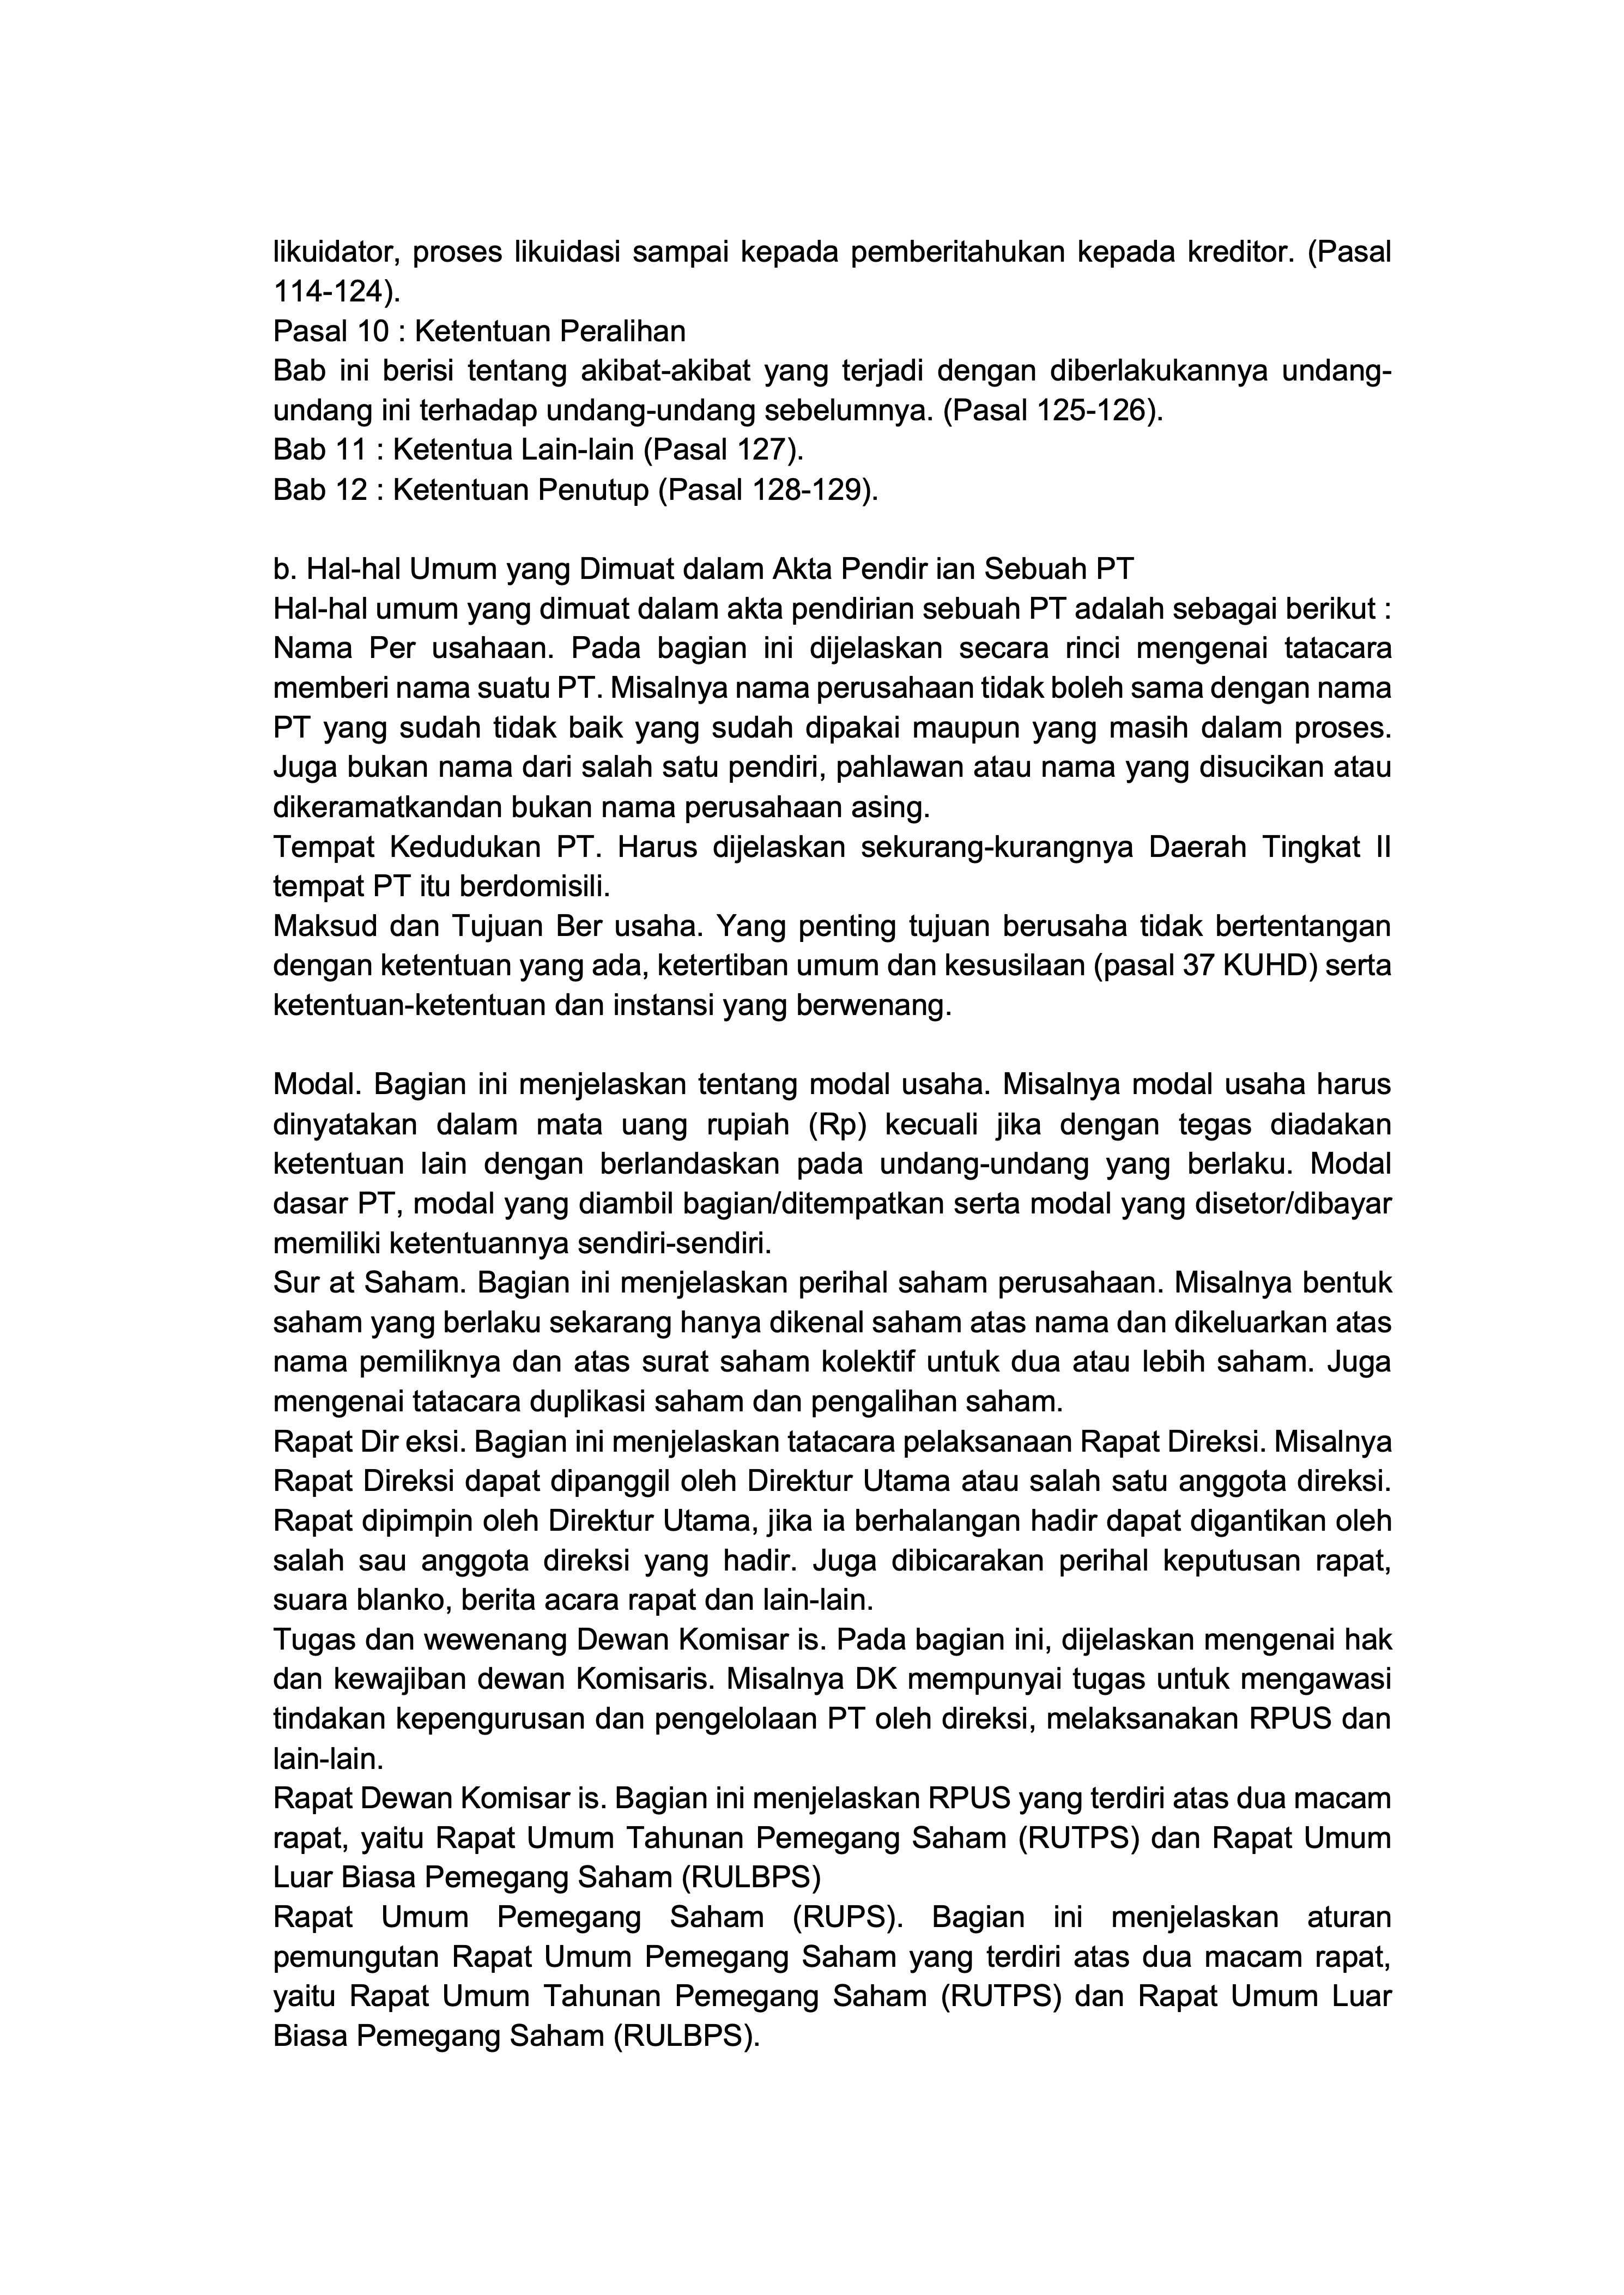 likuidator, proses likuidasi sampai kepada pemberitahukan kepada kreditor. (Pasal
114-124).
Pasal 10 : Ketentuan Peralihan
Bab ini berisi tentang akibat-akibat yang terjadi dengan diberlakukannya undang-
undang ini terhadap undang-undang sebelumnya. (Pasal 125-126).
Bab 11 : Ketentua Lain-lain (Pasal 127).
Bab 12 : Ketentuan Penutup (Pasal 128-129).
b. Hal-hal Umum yang Dimuat dalam Akta Pendir ian Sebuah PT
Hal-hal umum yang dimuat dalam akta pendirian sebuah PT adalah sebagai berikut :
Nama Per usahaan. Pada bagian ini dijelaskan secara rinci mengenai tatacara
memberi nama suatu PT. Misalnya nama perusahaan tidak boleh sama dengan nama
PT yang sudah tidak baik yang sudah dipakai maupun yang masih dalam proses.
Juga bukan nama dari salah satu pendiri, pahlawan atau nama yang disucikan atau
dikeramatkandan bukan nama perusahaan asing.
Tempat Kedudukan PT. Harus dijelaskan sekurang-kurangnya Daerah Tingkat II
tempat PT itu berdomisili.
Maksud dan Tujuan Ber usaha. Yang penting tujuan berusaha tidak bertentangan
dengan ketentuan yang ada, ketertiban umum dan kesusilaan (pasal 37 KUHD) serta
ketentuan-ketentuan dan instansi yang berwenang.
Modal. Bagian ini menjelaskan tentang modal usaha. Misalnya modal usaha harus
dinyatakan dalam mata uang rupiah (Rp) kecuali jika dengan tegas diadakan
ketentuan lain dengan berlandaskan pada undang-undang yang berlaku. Modal
dasar PT, modal yang diambil bagian/ditempatkan serta modal yang disetor/dibayar
memiliki ketentuannya sendiri-sendiri.
Sur at Saham. Bagian ini menjelaskan perihal saham perusahaan. Misalnya bentuk
saham yang berlaku sekarang hanya dikenal saham atas nama dan dikeluarkan atas
nama pemiliknya dan atas surat saham kolektif untuk dua atau lebih saham. Juga
mengenai tatacara duplikasi saham dan pengalihan saham.
Rapat Dir eksi. Bagian ini menjelaskan tatacara pelaksanaan Rapat Direksi. Misalnya
Rapat Direksi dapat dipanggil oleh Direktur Utama atau salah satu anggota direksi.
Rapat dipimpin oleh Direktur Utama, jika ia berhalangan hadir dapat digantikan oleh
salah sau anggota direksi yang hadir. Juga dibicarakan perihal keputusan rapat,
suara blanko, berita acara rapat dan lain-lain.
Tugas dan wewenang Dewan Komisar is. Pada bagian ini, dijelaskan mengenai hak
dan kewajiban dewan Komisaris. Misalnya DK mempunyai tugas untuk mengawasi
tindakan kepengurusan dan pengelolaan PT oleh direksi, melaksanakan RPUS dan
lain-lain.
Rapat Dewan Komisar is. Bagian ini menjelaskan RPUS yang terdiri atas dua macam
rapat, yaitu Rapat Umum Tahunan Pemegang Saham (RUTPS) dan Rapat Umum
Luar Biasa Pemegang Saham (RULBPS)
Rapat Umum Pemegang Saham (RUPS). Bagian ini menjelaskan aturan
pemungutan Rapat Umum Pemegang Saham yang terdiri atas dua macam rapat,
yaitu Rapat Umum Tahunan Pemegang Saham (RUTPS) dan Rapat Umum Luar
Biasa Pemegang Saham (RULBPS).